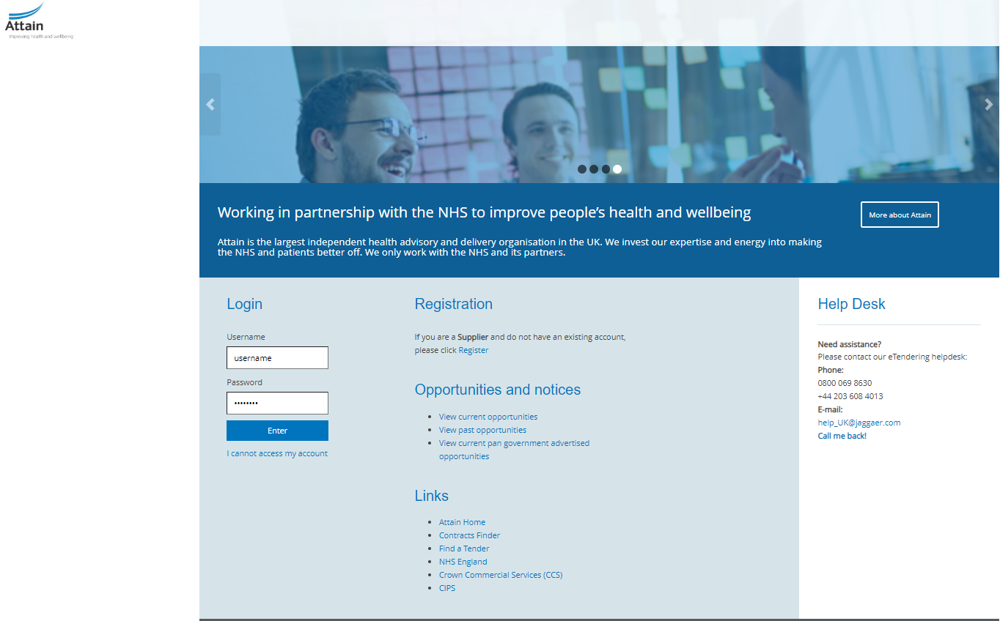 Attain
Improving health and wellbeing
Working in partnership with the NHS to improve people's health and wellbeing
More about Attain
Attain is the largest independent health advisory and delivery organisation in the UK. We invest our expertise and energy into making
the NHS and patients better off. We only work with the NHS and its partners.
Login
Username
username
Password
••••••••
Enter
I cannot access my account
Registration
If you are a Supplier and do not have an existing account,
please click Register
Opportunities and notices
View current opportunities
View past opportunities
View current pan government advertised
opportunities
Links
Attain Home
Contracts Finder
Find a Tender
NHS England
Crown Commercial Services (CCS)
CIPS
Help Desk
Need assistance?
Please contact our eTendering helpdesk:
Phone:
0800 069 8630
+44 203 608 4013
E-mail:
help_UK@jaggaer.com
Call me back!